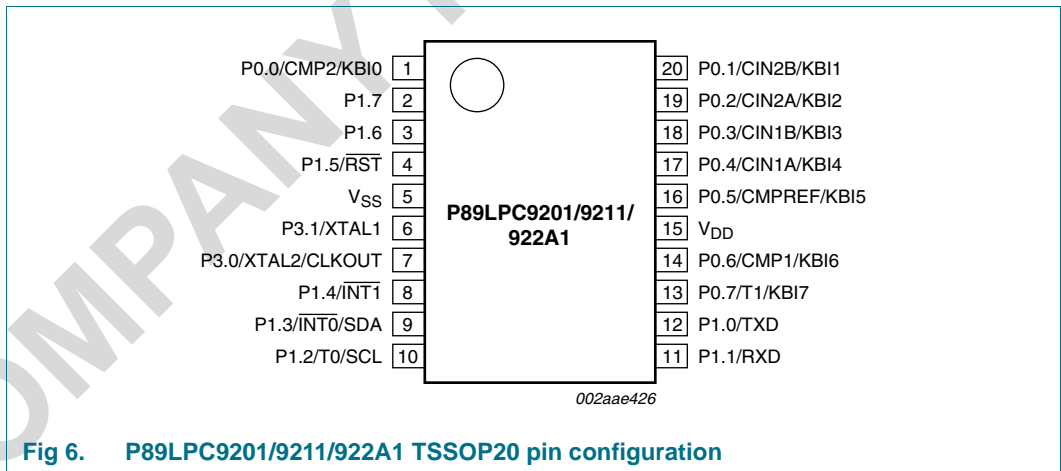 P0.0/CMP2/KBI0 1
P1.7 2
P1.6 3
P1.5/RST 4
VSS 5
P3.1/XTAL1 6
P3.0/XTAL2/CLKOUT 7
P1.4/INT1 8
P1.3/INT0/SDA 9
P1.2/T0/SCL 10
P89LPC9201/9211/
922A1
20 P0.1/CIN2B/KBI1
19 P0.2/CIN2A/KBI2
18 P0.3/CIN1B/KBI3
17 P0.4/CIN1A/KBI4
16 P0.5/CMPREF/KBI5
15 VDD
14 P0.6/CMP1/KBI6
13 P0.7/T1/KBI7
12 P1.0/TXD
11 P1.1/RXD
002aae426
Fig 6. P89LPC9201/9211/922A1 TSSOP20 pin configuration
OMPANY